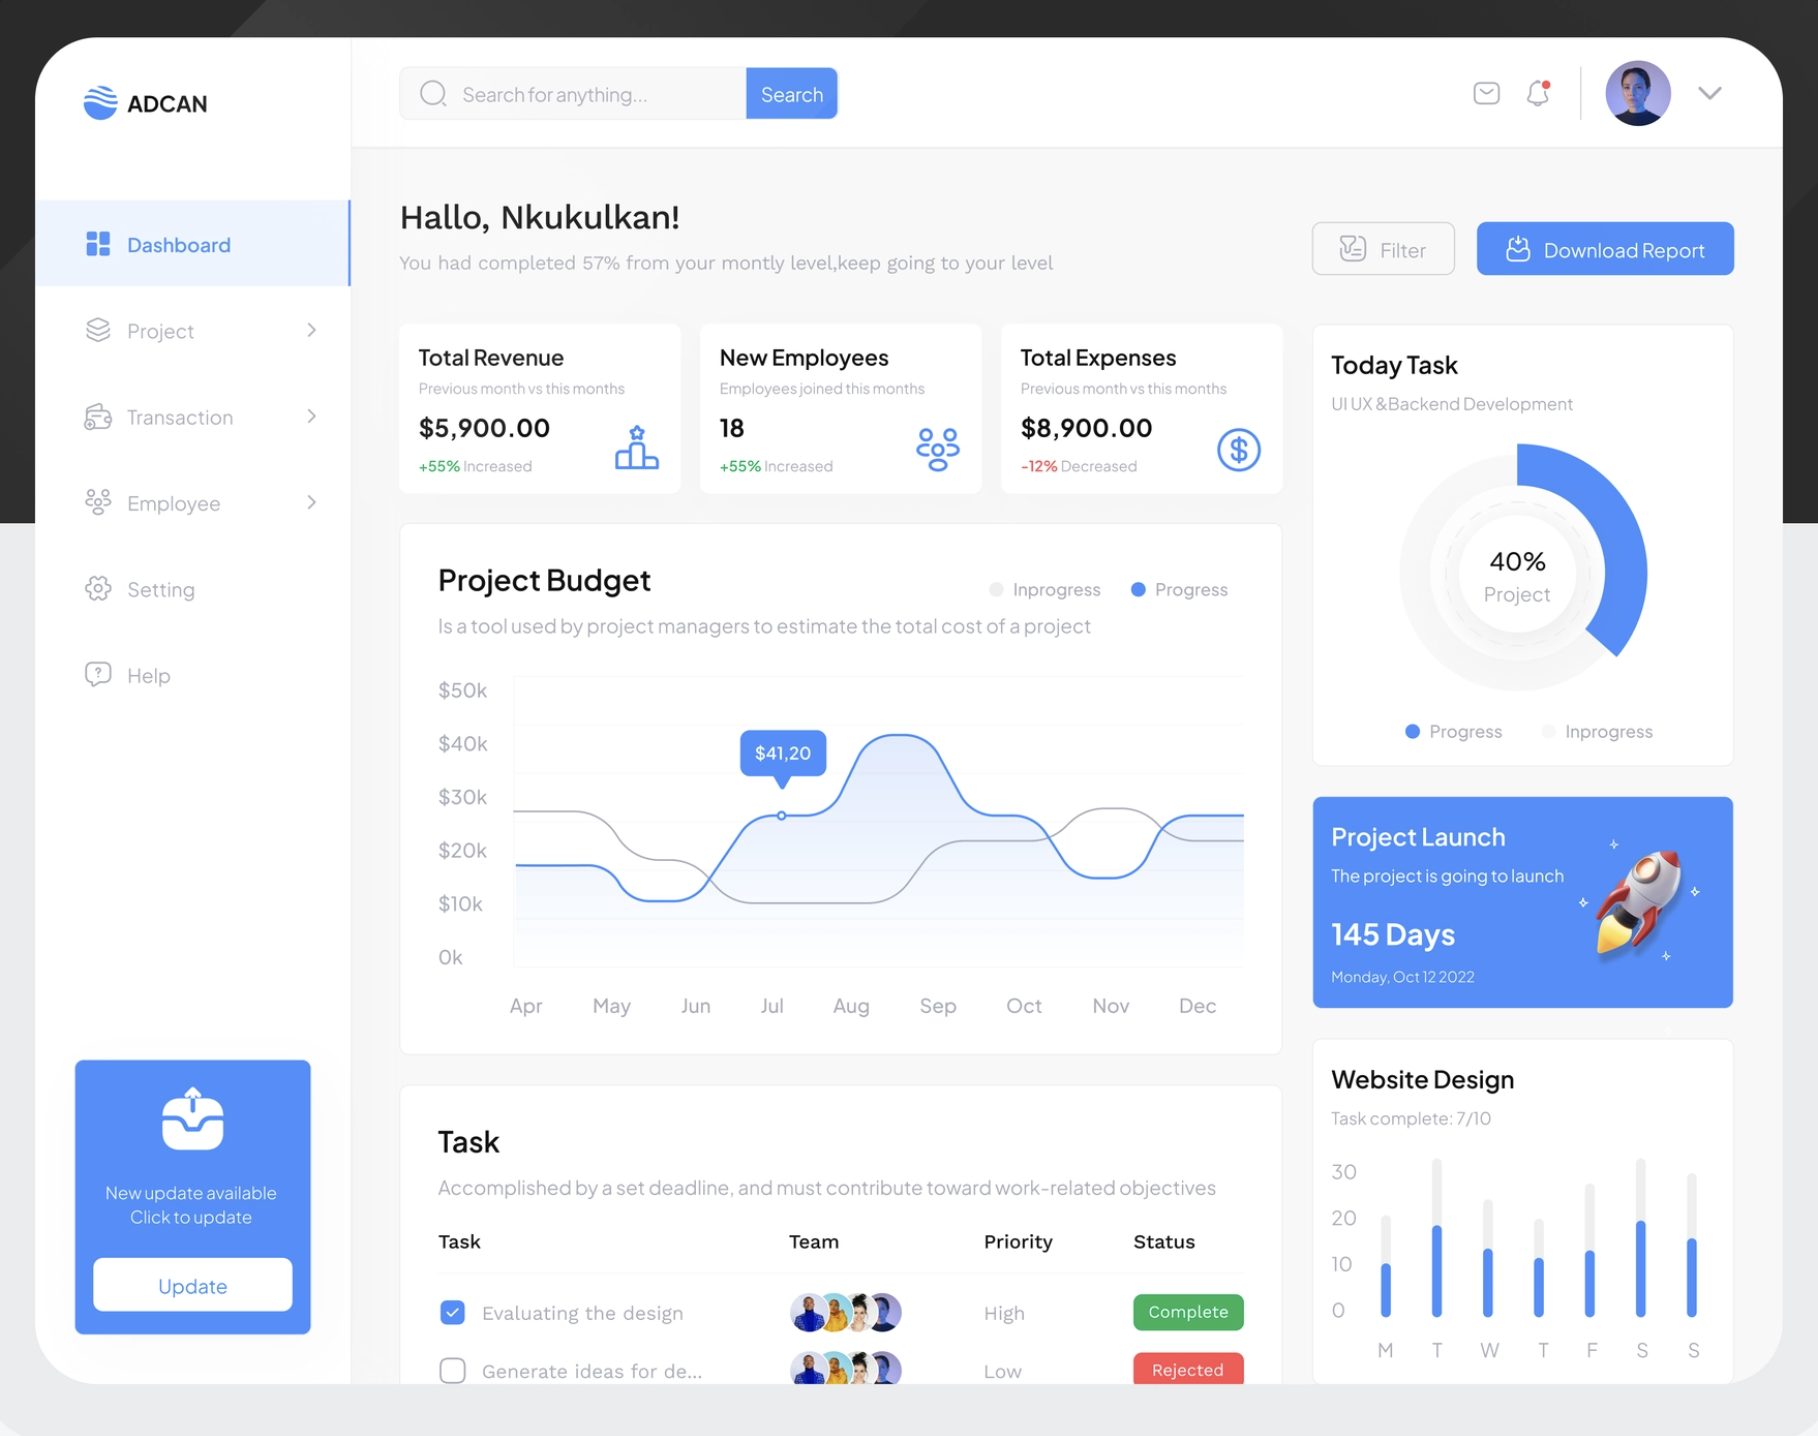 ADCAN
Search for anything...
Search
Dashboard
Project
Transaction
Employee
Setting
Help
New update available
Click to update
Update
Hallo, Nkukulkan!
You had completed 57% from your montly level,keep going to your level
Filter
Download Report
Total Revenue
Previous month vs this months
$5,900.00
+55% Increased
New Employees
Employees joined this months
18
+55% Increased
Total Expenses
Previous month vs this months
$8,900.00
-12% Decreased
Project Budget
Inprogress
Progress
Is a tool used by project managers to estimate the total cost of a project
$50k
$40k
$30k
$20k
$10k
0k
$41,20
Apr May Jun Jul Aug Sep Oct Nov Dec
Task
Accomplished by a set deadline, and must contribute toward work-related objectives
Task Team Priority Status
Evaluating the design High Complete
Generate ideas for de... Low Rejected
Today Task
UI UX &Backend Development
40%
Project
Progress
Inprogress
Project Launch
The project is going to launch
145 Days
Monday, Oct 12 2022
Website Design
Task complete: 7/10
30
20
10
0
M T W T F S S